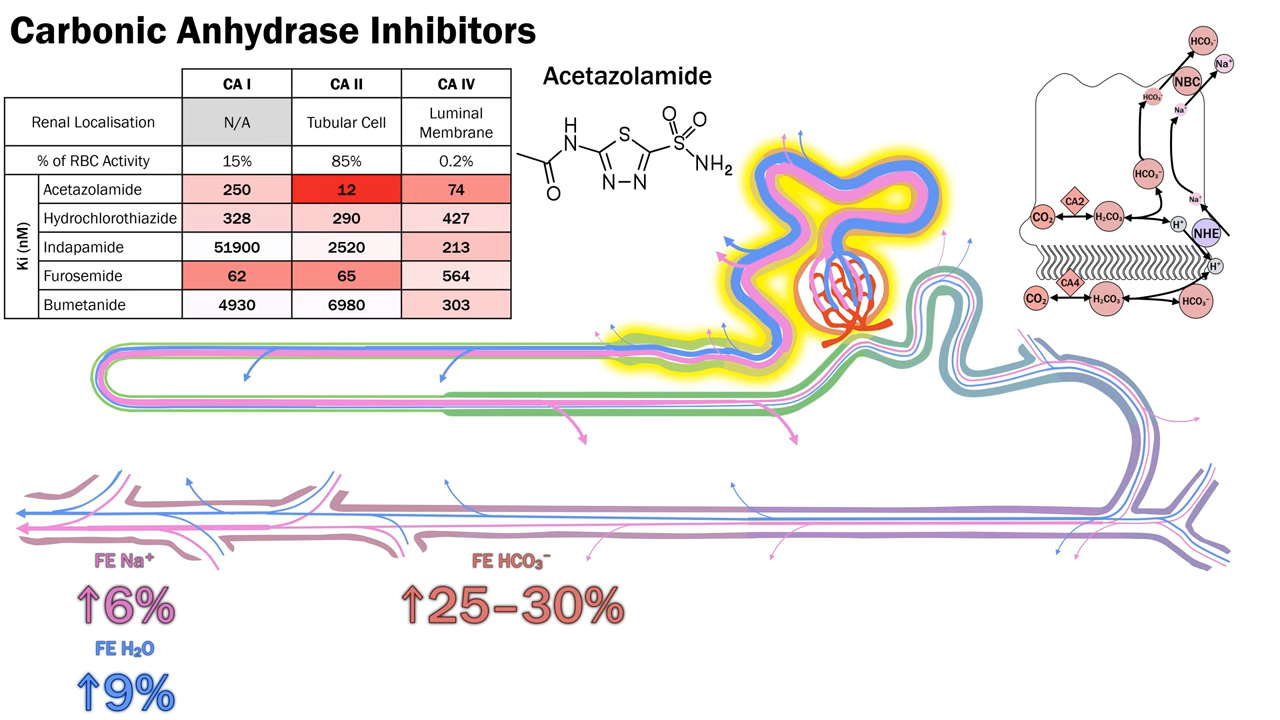 Carbonic Anhydrase Inhibitors
CA I CA II CA IV
Renal Localisation N/A Tubular Cell Luminal Membrane
% of RBC Activity 15% 85% 0.2%
Ki (nM)
Acetazolamide 250 12 74
Hydrochlorothiazide 328 290 427
Indapamide 51900 2520 213
Furosemide 62 65 564
Bumetanide 4930 6980 303
Acetazolamide
H
N
O
S
N N
O O
S
NH₂
HCO₃⁻
Na⁺
NBC
HCO₃⁻
Na⁺
HCO₃⁻
Na⁺
CA2
CO₂ H₂CO₃ H⁺ NHE
H⁺
CA4
CO₂ H₂CO₃ HCO₃⁻
FE Na⁺ FE HCO₃⁻
↑6% ↑25–30%
FE H₂O
↑9%